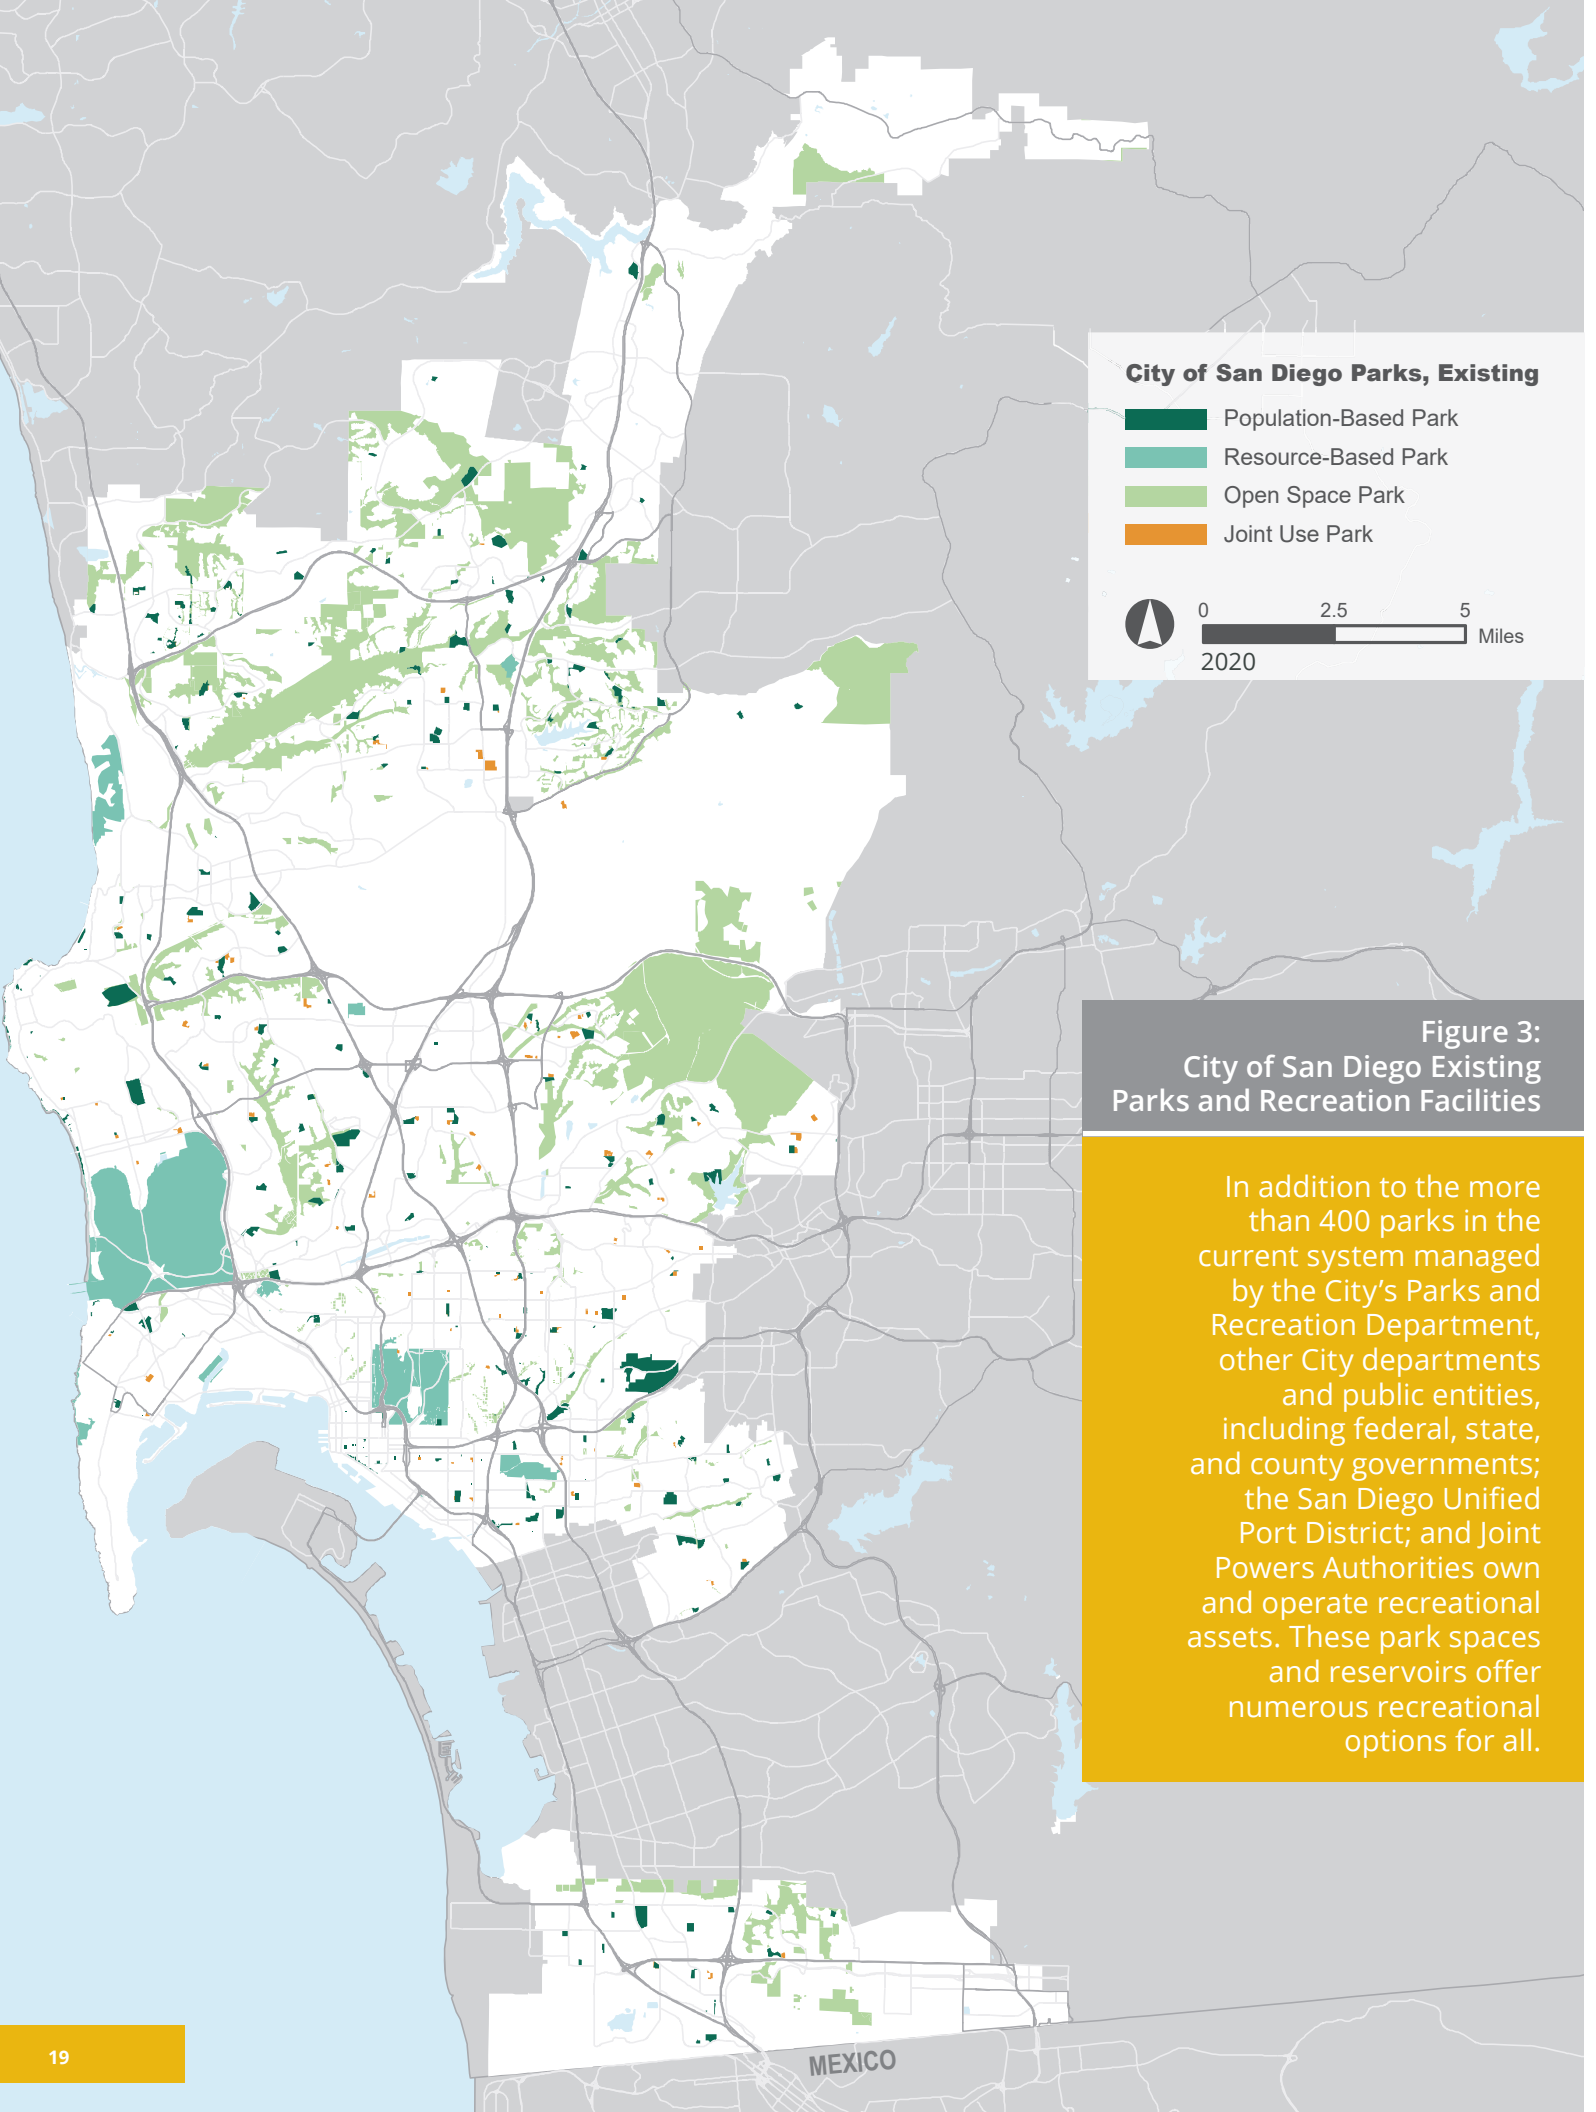 City of San Diego Parks, Existing
Population-Based Park
Resource-Based Park
Open Space Park
Joint Use Park
0 2.5 5
Miles
2020
Figure 3:
City of San Diego Existing
Parks and Recreation Facilities
In addition to the more
than 400 parks in the
current system managed
by the City’s Parks and
Recreation Department,
other City departments
and public entities,
including federal, state,
and county governments;
the San Diego Unified
Port District; and Joint
Powers Authorities own
and operate recreational
assets. These park spaces
and reservoirs offer
numerous recreational
options for all.
MEXICO
19